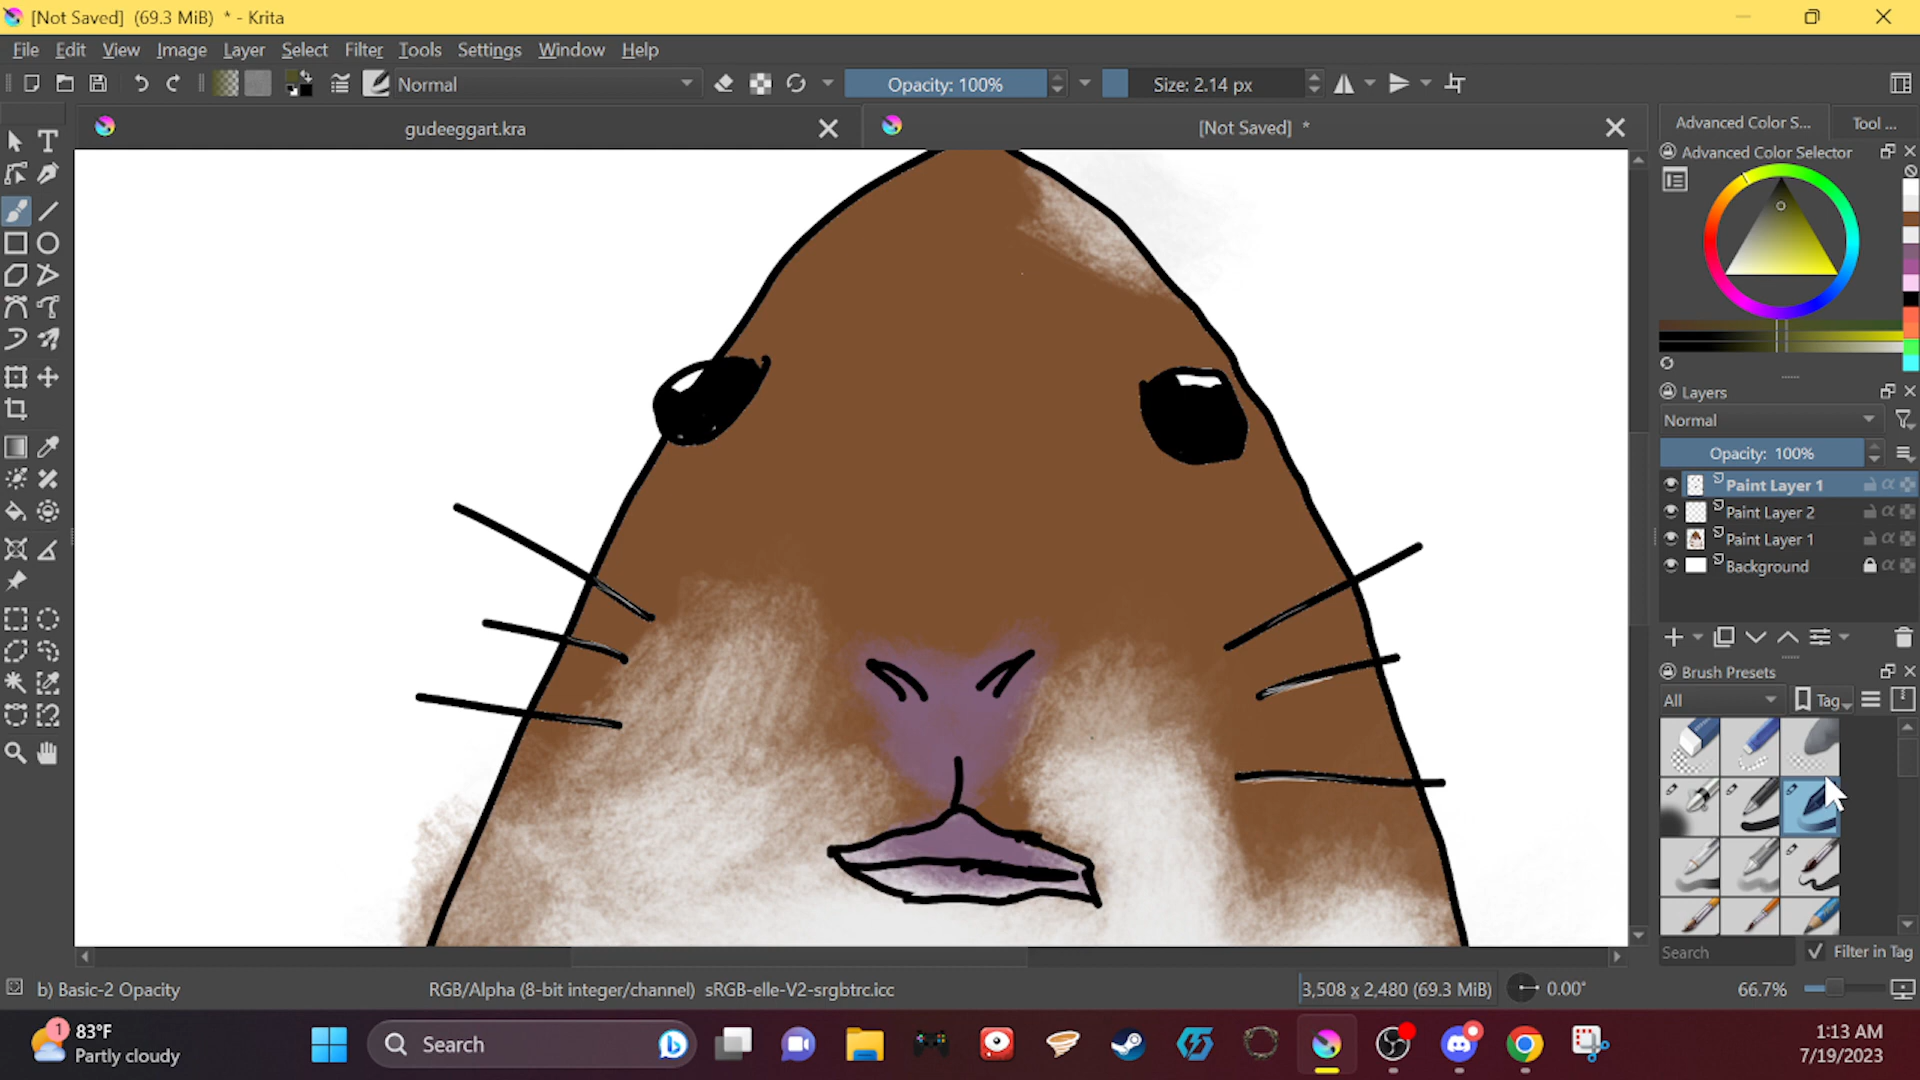 [Not Saved]  (69.3 MiB)  * - Krita
File Edit View Image Layer Select Filter Tools Settings Window Help
Normal Opacity: 100% Size: 2.14 px
gudeeggart.kra [Not Saved] *
Advanced Color S... Tool ...
Advanced Color Selector
Layers
Normal
Opacity: 100%
Paint Layer 1
Paint Layer 2
Paint Layer 1
Background
Brush Presets
All Tag
Search Filter in Tag
b) Basic-2 Opacity RGB/Alpha (8-bit integer/channel)  sRGB-elle-V2-srgbtrc.icc 3,508 x 2,480 (69.3 MiB) 0.00° 66.7%
1 83°F
Partly cloudy
Search
1:13 AM
7/19/2023